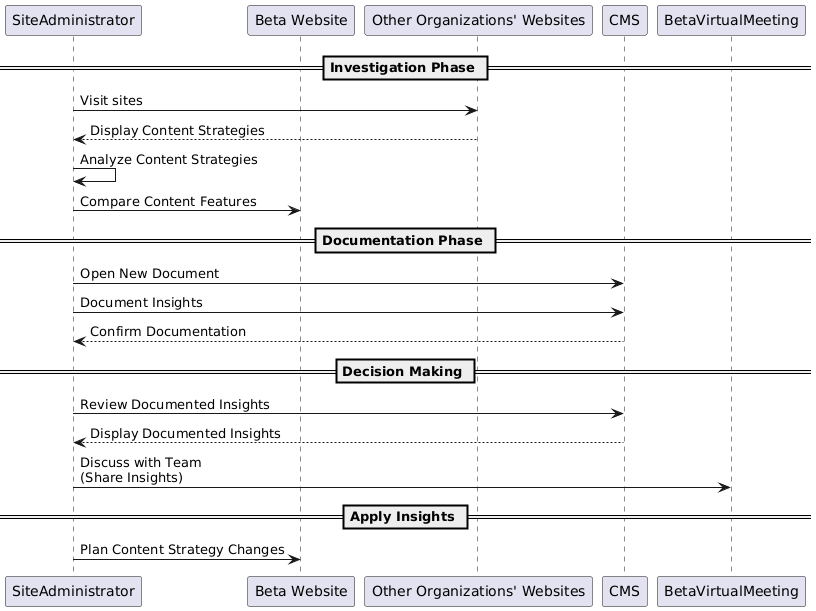 SiteAdministrator
Beta Website
Other Organizations' Websites
CMS
BetaVirtualMeeting
Investigation Phase
Visit sites
Display Content Strategies
Analyze Content Strategies
Compare Content Features
Documentation Phase
Open New Document
Document Insights
Confirm Documentation
Decision Making
Review Documented Insights
Display Documented Insights
Discuss with Team
(Share Insights)
Apply Insights
Plan Content Strategy Changes
SiteAdministrator
Beta Website
Other Organizations' Websites
CMS
BetaVirtualMeeting